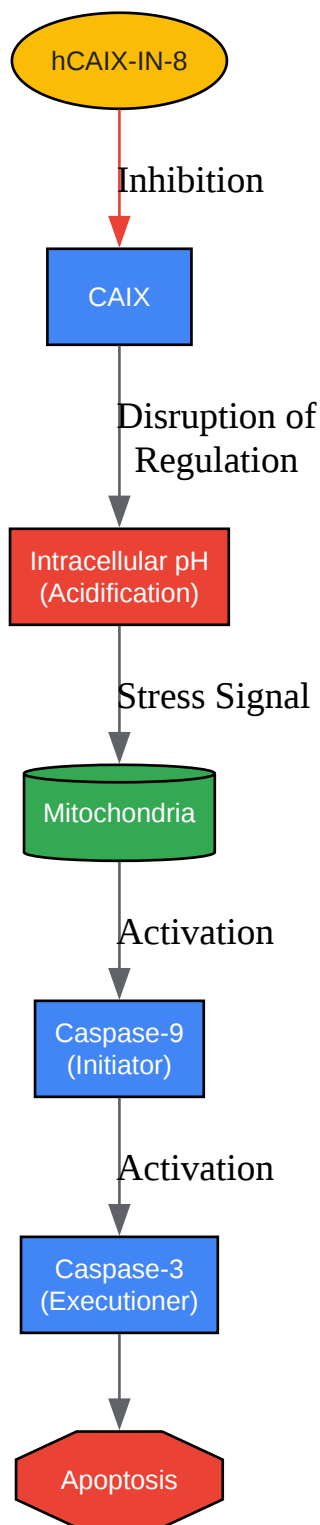 hCAIX-IN-8
Inhibition
CAIX
Disruption of
Regulation
Intracellular pH
(Acidification)
Stress Signal
Mitochondria
Activation
Caspase-9
(Initiator)
Activation
Caspase-3
(Executioner)
Apoptosis